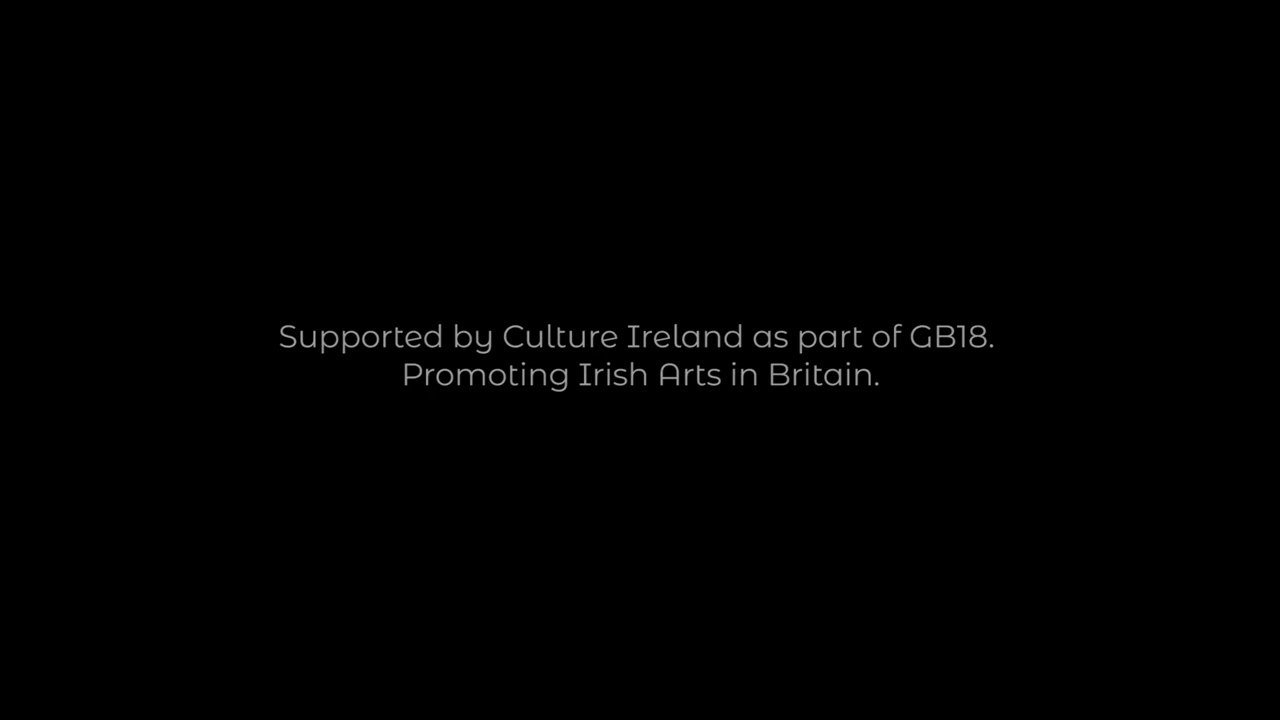 Supported by Culture Ireland as part of GB18.
Promoting Irish Arts in Britain.